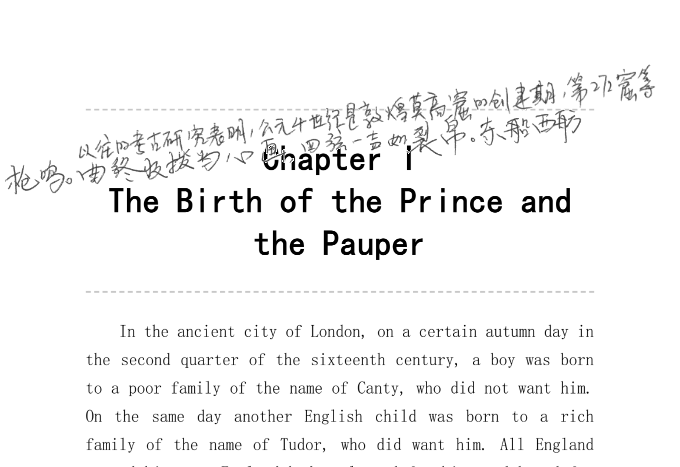 以往的考古研究表明,公元4世纪是敦煌莫高窟的创建期,第272窟等
枪鸣。曲终收拨当心画,四弦一声如裂帛。东船西舫
Chapter I
The Birth of the Prince and
the Pauper
In the ancient city of London, on a certain autumn day in
the second quarter of the sixteenth century, a boy was born
to a poor family of the name of Canty, who did not want him.
On the same day another English child was born to a rich
family of the name of Tudor, who did want him. All England